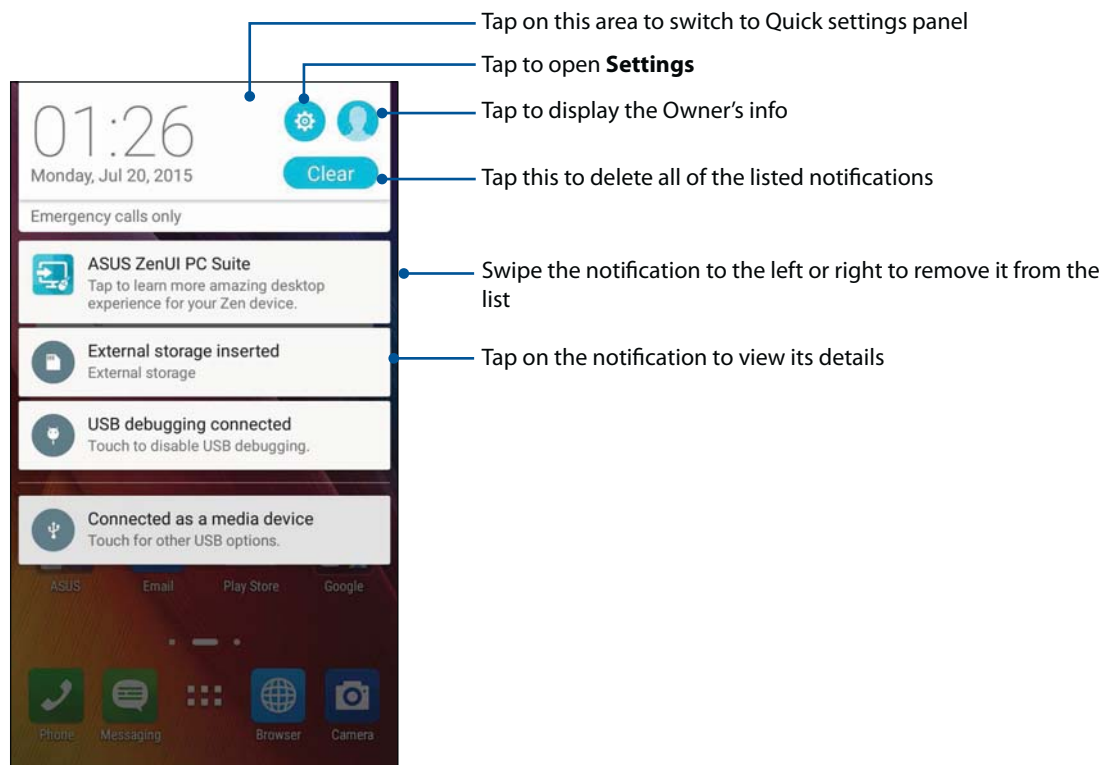 Tap on this area to switch to Quick settings panel
Tap to open Settings
Tap to display the Owner's info
Tap this to delete all of the listed notifications
Swipe the notification to the left or right to remove it from the
list
Tap on the notification to view its details
01:26
Monday, Jul 20, 2015
Clear
Emergency calls only
ASUS ZenUI PC Suite
Tap to learn more amazing desktop
experience for your Zen device.
External storage inserted
External storage
USB debugging connected
Touch to disable USB debugging.
Connected as a media device
Touch for other USB options.
ASUS Email Play Store Google
Phone Messaging Browser Camera